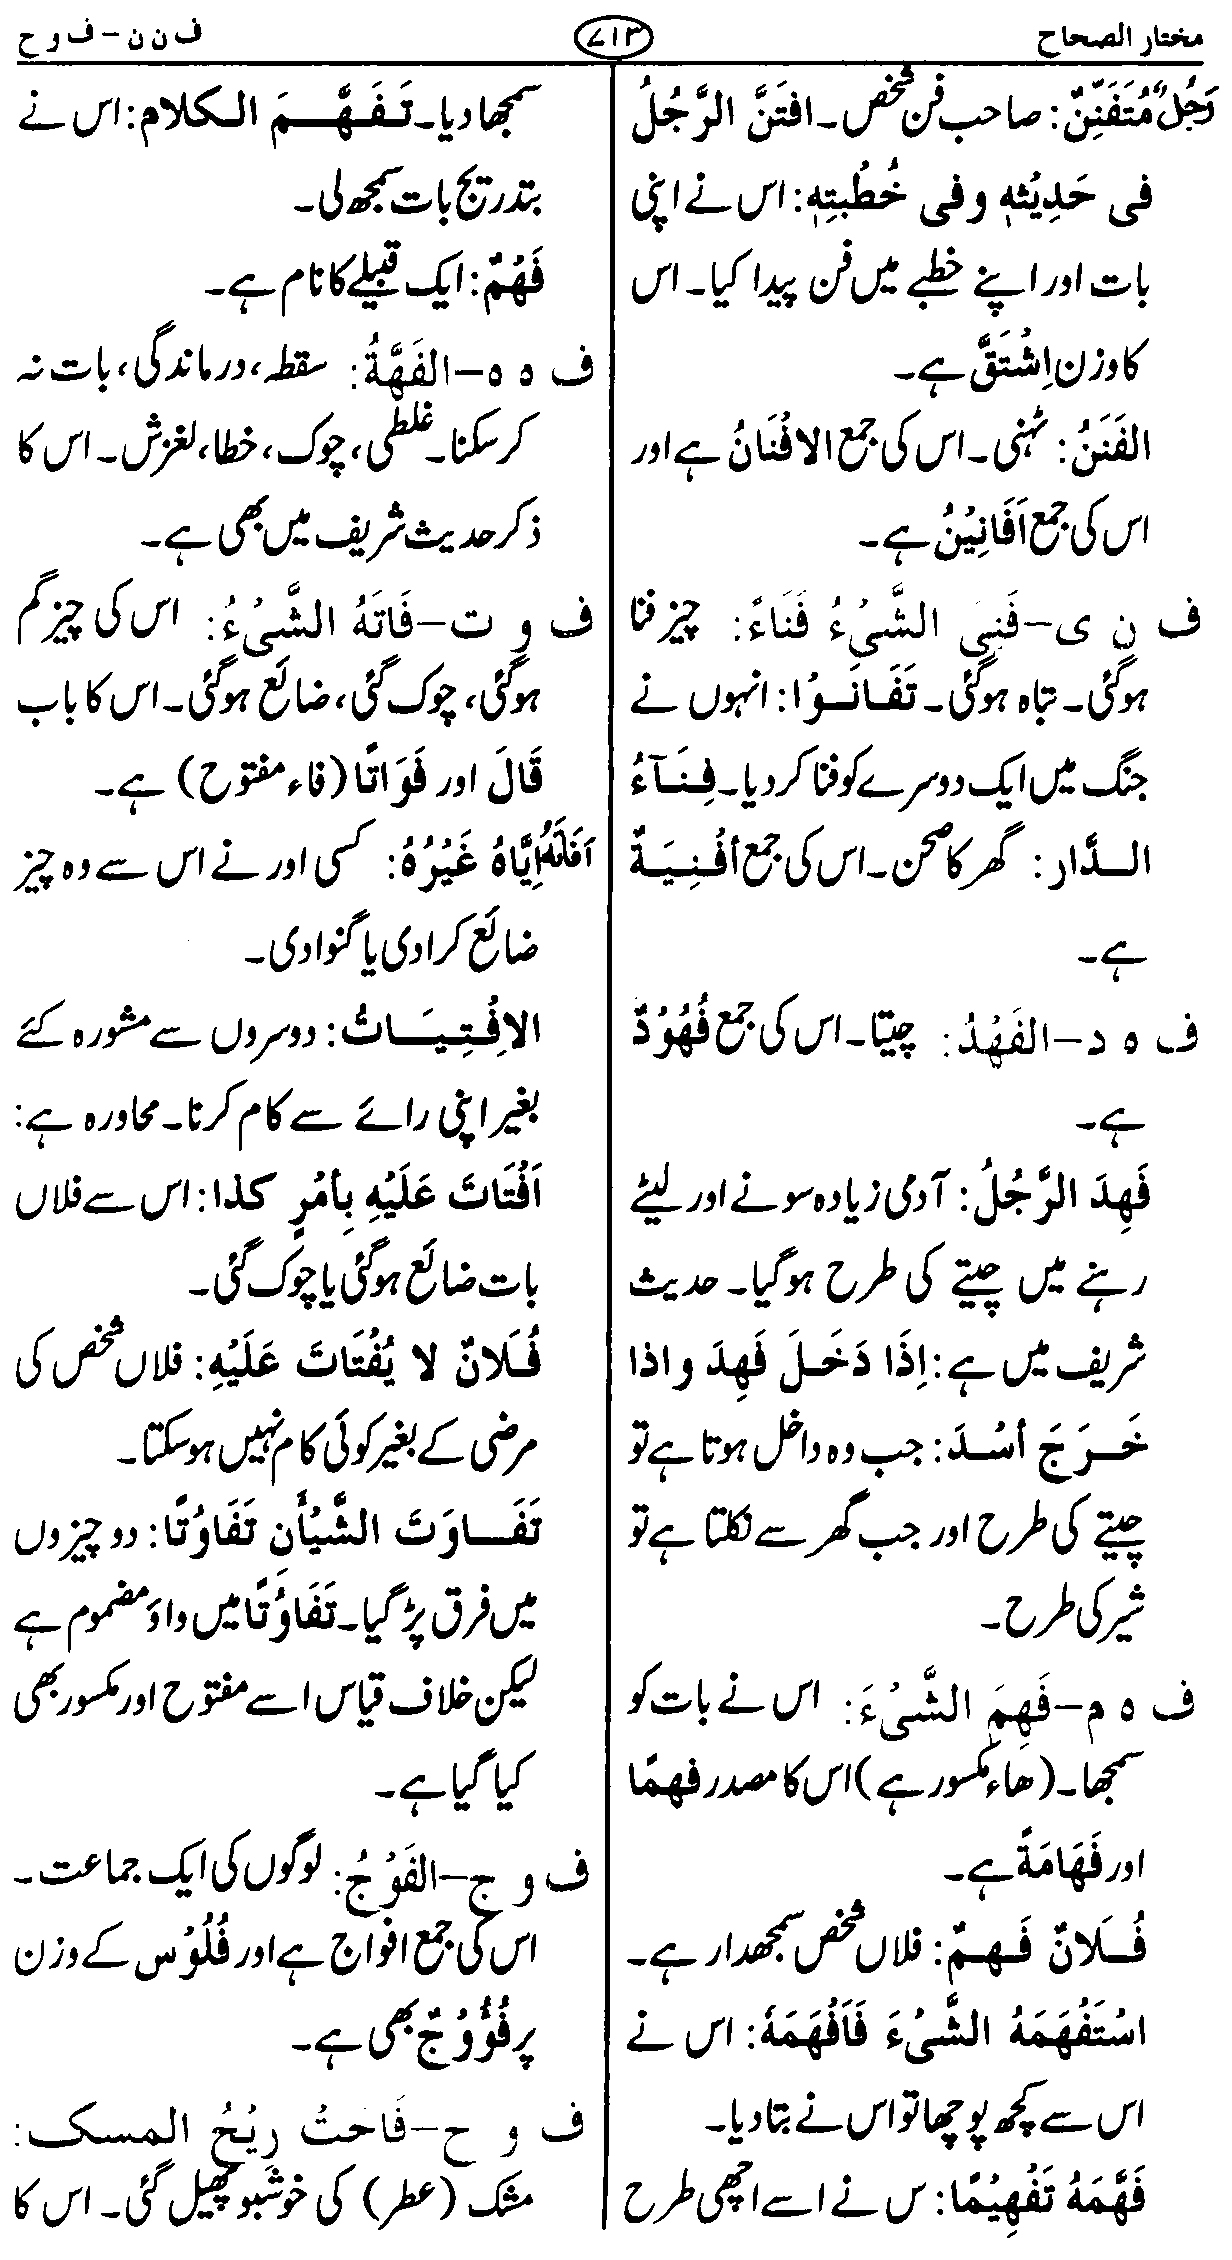 مختار الصحاح
۷۱۳
ف ن ن – ف و ح
رَجُلٌ مُتَفَنِّنٌ: صاحب فن شخص۔ افتَنَّ الرَّجُلُ
فی حَدِیْثِهٖ وفی خُطْبتِهٖ: اس نے اپنی
بات اور اپنے خطبے میں فن پیدا کیا۔ اس
کا وزن اِشْتَقَّ ہے۔
الفَنَنُ: ٹہنی۔ اس کی جمع الافْنَانُ ہے اور
اس کی جمع اَفَانِیْنُ ہے۔
ف ن ی – فَنِیَ الشَّیْءُ فَنَاءً: چیز فنا
ہوگئی۔ تباہ ہوگئی۔ تَفَانَوْا: انہوں نے
جنگ میں ایک دوسرے کو فنا کر دیا۔ فِنَآءُ
الدَّار: گھر کا صحن۔ اس کی جمع أفْنِیَةٌ
ہے۔
ف ہ د – الفَهْدُ: چیتا۔ اس کی جمع فُهُوْدٌ
ہے۔
فَهِدَ الرَّجُلُ: آدمی زیادہ سونے اور لیٹے
رہنے میں چیتے کی طرح ہوگیا۔ حدیث
شریف میں ہے: اِذَا دَخَلَ فَهِدَ و اذا
خَرَجَ أسْدَ: جب وہ داخل ہوتا ہے تو
چیتے کی طرح اور جب گھر سے نکلتا ہے تو
شیر کی طرح۔
ف ہ م – فَهِمَ الشَّیْءَ: اس نے بات کو
سمجھا۔ (ھاء مکسور ہے) اس کا مصدر فهمًا
اور فَهَامَةً ہے۔
فُلَانٌ فَهِمٌ: فلاں شخص سمجھدار ہے۔
اسْتَفْهَمَهُ الشَّیْءَ فَاَفْهَمَهٗ: اس نے
اس سے کچھ پوچھا تو اس نے بتا دیا۔
فَهَّمَهُ تَفْهِیْمًا: س نے اسے اچھی طرح
سمجھا دیا۔ تَفَهَّمَ الکلام: اس نے
بتدریج بات سمجھ لی۔
فَهْمٌ: ایک قبیلے کا نام ہے۔
ف ہ ہ – الفَهَّةُ: سقطہ، درماندگی، بات نہ
کر سکنا۔ غلطی، چوک، خطا، لغزش۔ اس کا
ذکر حدیث شریف میں بھی ہے۔
ف و ت – فَاتَهُ الشَّیْءُ: اس کی چیز گم
ہوگئی، چوک گئی، ضائع ہوگئی۔ اس کا باب
قَالَ اور فَوَاتًا (فاء مفتوح) ہے۔
اَفَاتَهُ اِیَّاهُ غَیْرُهُ: کسی اور نے اس سے وہ چیز
ضائع کرا دی یا گنوا دی۔
الافْتِیَاتُ: دوسروں سے مشورہ کئے
بغیر اپنی رائے سے کام کرنا۔ محاورہ ہے:
اَفْتَاتَ عَلَیْهِ بِأمْرٍ کذا: اس سے فلاں
بات ضائع ہوگئی یا چوک گئی۔
فُلَانٌ لا یُفْتَاتَ عَلَیْهِ: فلاں شخص کی
مرضی کے بغیر کوئی کام نہیں ہوسکتا۔
تَفَاوَتَ الشَّیْأَنِ تَفَاوُتًا: دو چیزوں
میں فرق پڑ گیا۔ تَفَاوُتًا میں واو مضموم ہے
لیکن خلاف قیاس اسے مفتوح اور مکسور بھی
کیا گیا ہے۔
ف و ج – الفَوْجُ: لوگوں کی ایک جماعت۔
اس کی جمع افواج ہے اور فُلُوْس کے وزن
پر فُؤُوْجٌ بھی ہے۔
ف و ح – فَاحَتُ رِیْحُ المسک:
مشک (عطر) کی خوشبو پھیل گئی۔ اس کا